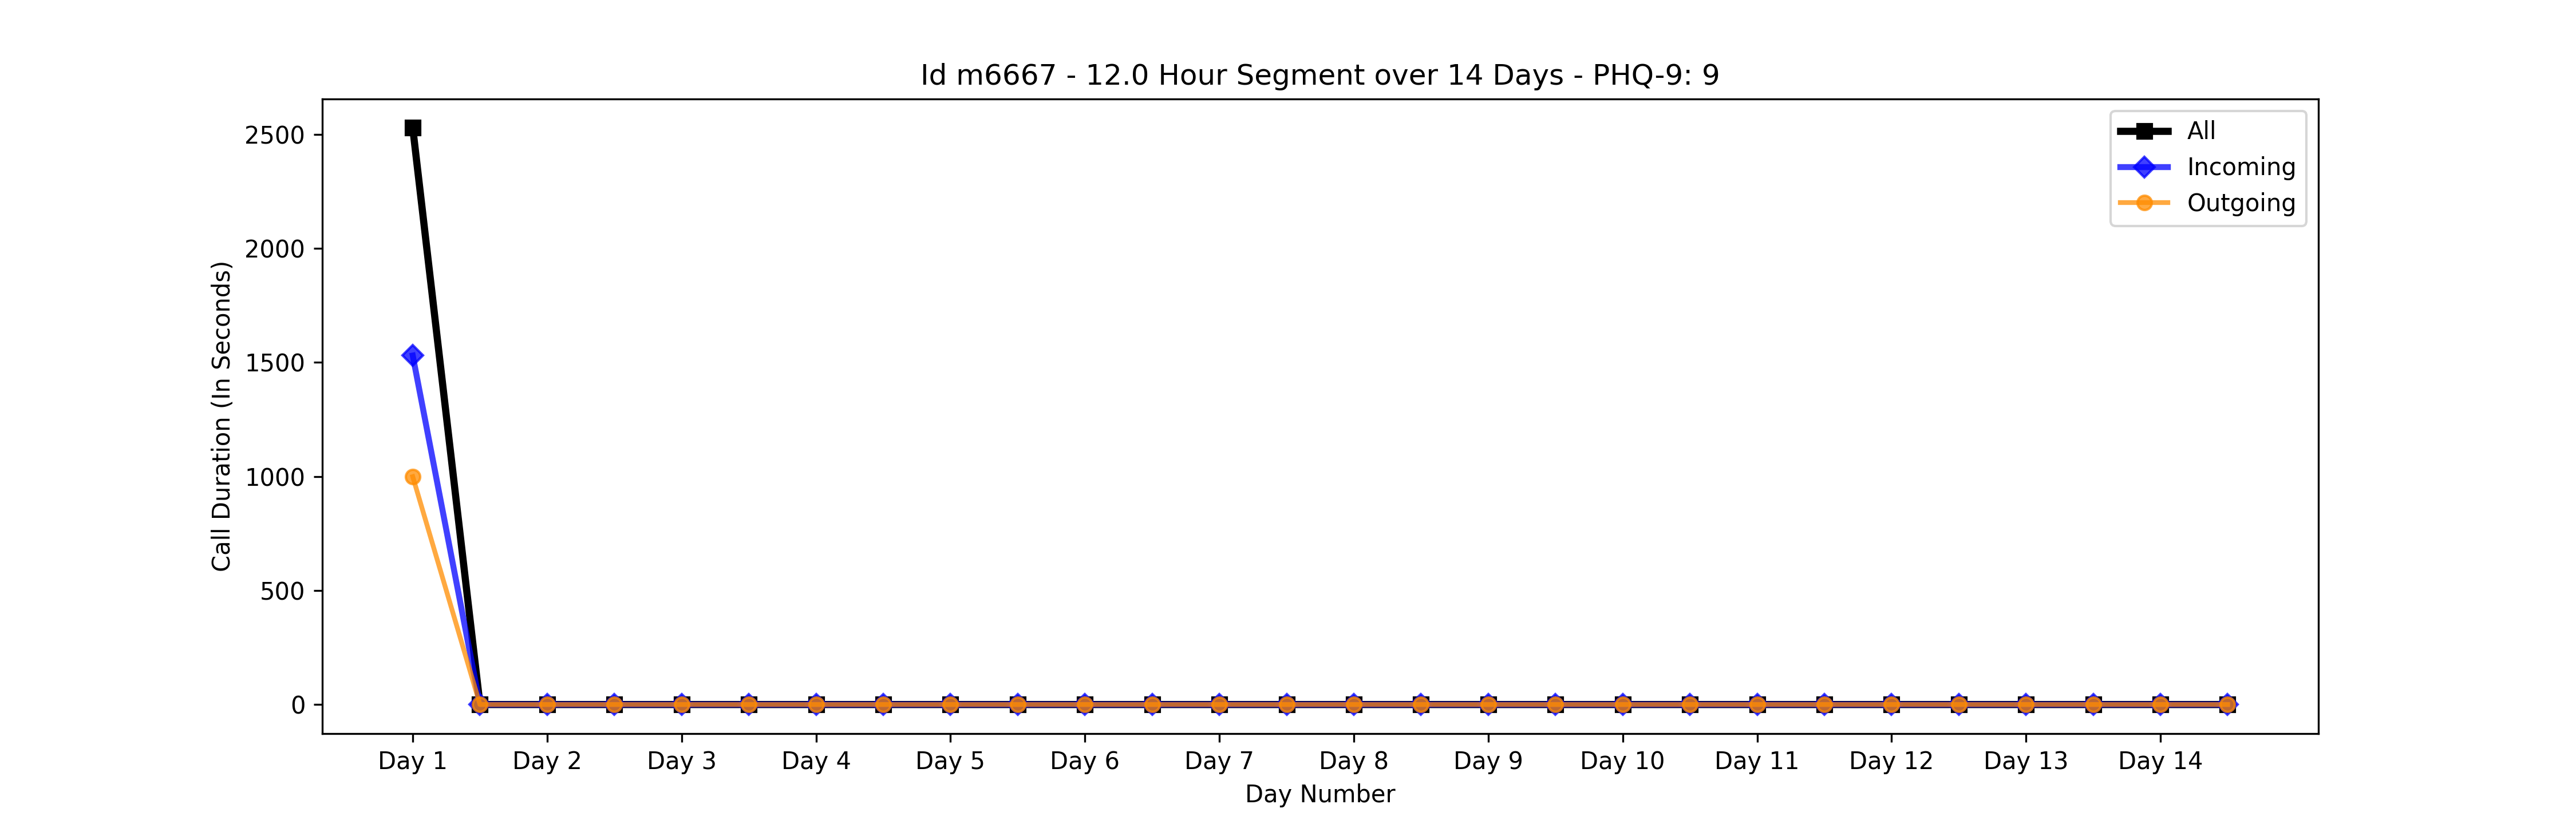 Id m6667 - 12.0 Hour Segment over 14 Days - PHQ-9: 9
2500
2000
1500
1000
500
0
Call Duration (In Seconds)
All
Incoming
Outgoing
Day 1 Day 2 Day 3 Day 4 Day 5 Day 6 Day 7 Day 8 Day 9 Day 10 Day 11 Day 12 Day 13 Day 14
Day Number